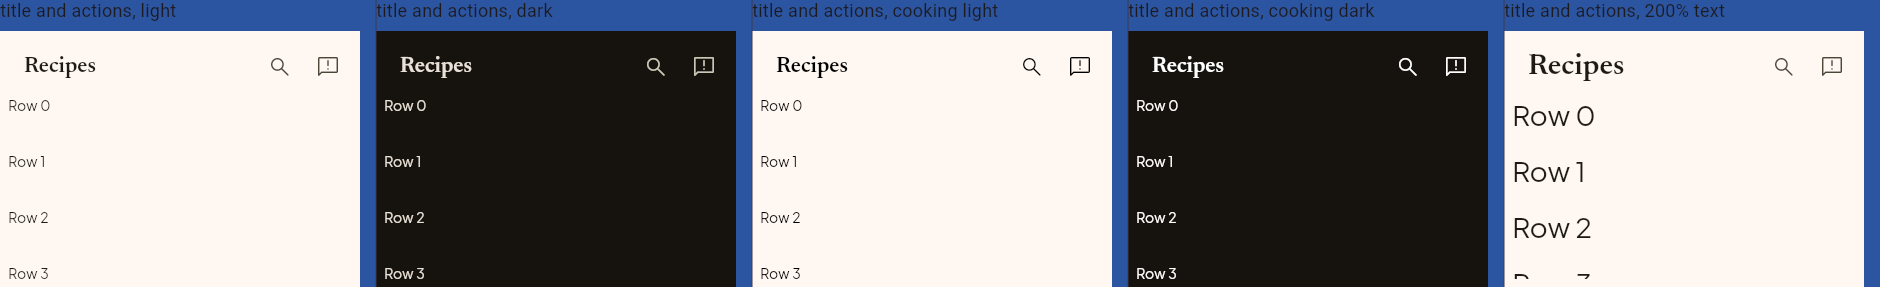 title and actions, light
Recipes
Row 0
Row 1
Row 2
Row 3
title and actions, dark
Recipes
Row 0
Row 1
Row 2
Row 3
title and actions, cooking light
Recipes
Row 0
Row 1
Row 2
Row 3
title and actions, cooking dark
Recipes
Row 0
Row 1
Row 2
Row 3
title and actions, 200% text
Recipes
Row 0
Row 1
Row 2